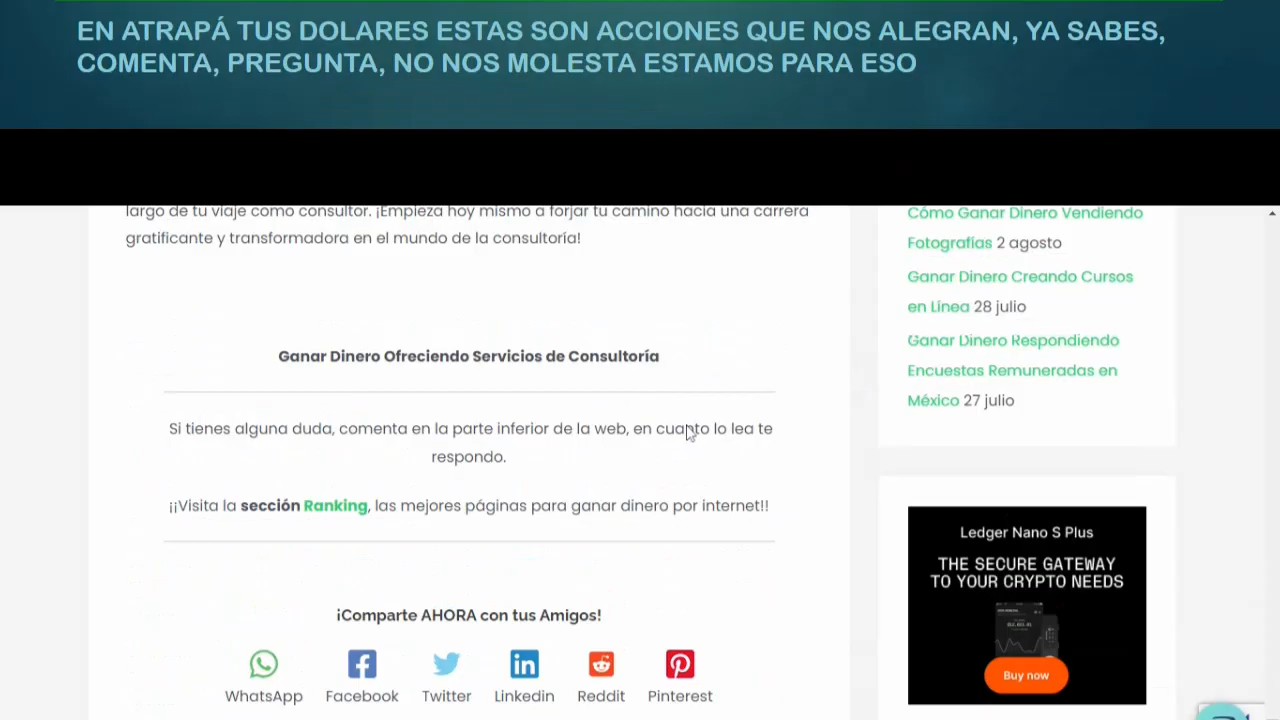 EN ATRAPÁ TUS DOLARES ESTAS SON ACCIONES QUE NOS ALEGRAN, YA SABES,
COMENTA, PREGUNTA, NO NOS MOLESTA ESTAMOS PARA ESO
largo de tu viaje como consultor. ¡Empieza hoy mismo a forjar tu camino hacia una carrera
gratificante y transformadora en el mundo de la consultoría!
Ganar Dinero Ofreciendo Servicios de Consultoría
Si tienes alguna duda, comenta en la parte inferior de la web, en cuanto lo lea te
respondo.
¡¡Visita la sección Ranking, las mejores páginas para ganar dinero por internet!!
¡Comparte AHORA con tus Amigos!
WhatsApp
Facebook
Twitter
Linkedin
Reddit
Pinterest
Cómo Ganar Dinero Vendiendo
Fotografías 2 agosto
Ganar Dinero Creando Cursos
en Línea 28 julio
Ganar Dinero Respondiendo
Encuestas Remuneradas en
México 27 julio
Ledger Nano S Plus
THE SECURE GATEWAY
TO YOUR CRYPTO NEEDS
Buy now